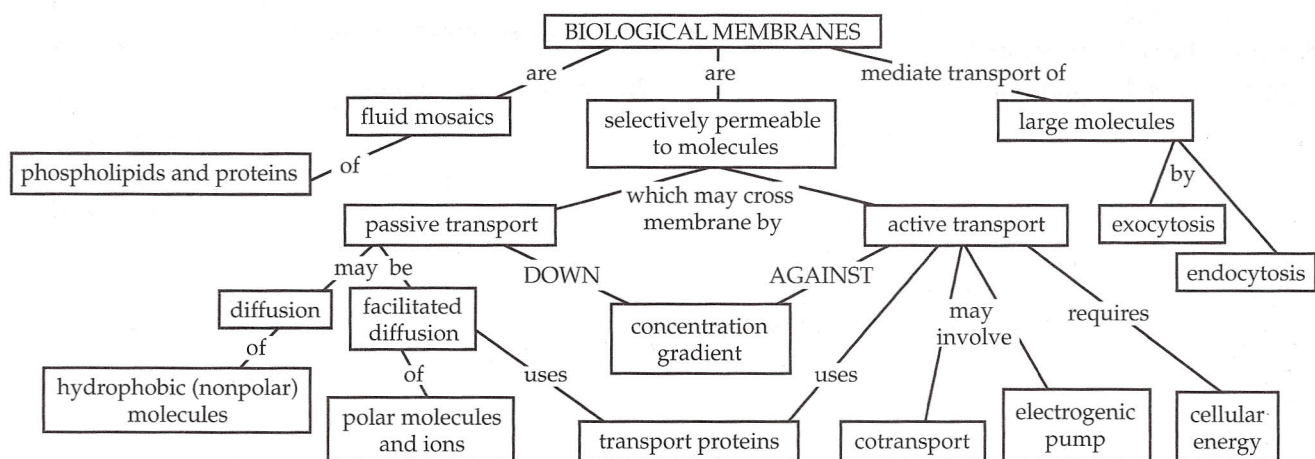 BIOLOGICAL MEMBRANES
are
are
mediate transport of
fluid mosaics
selectively permeable
to molecules
large molecules
of
phospholipids and proteins
by
which may cross
membrane by
passive transport
active transport
exocytosis
endocytosis
may be
DOWN
AGAINST
diffusion
facilitated
diffusion
concentration
gradient
may
involve
requires
of
of
uses
uses
hydrophobic (nonpolar)
molecules
polar molecules
and ions
transport proteins
cotransport
electrogenic
pump
cellular
energy